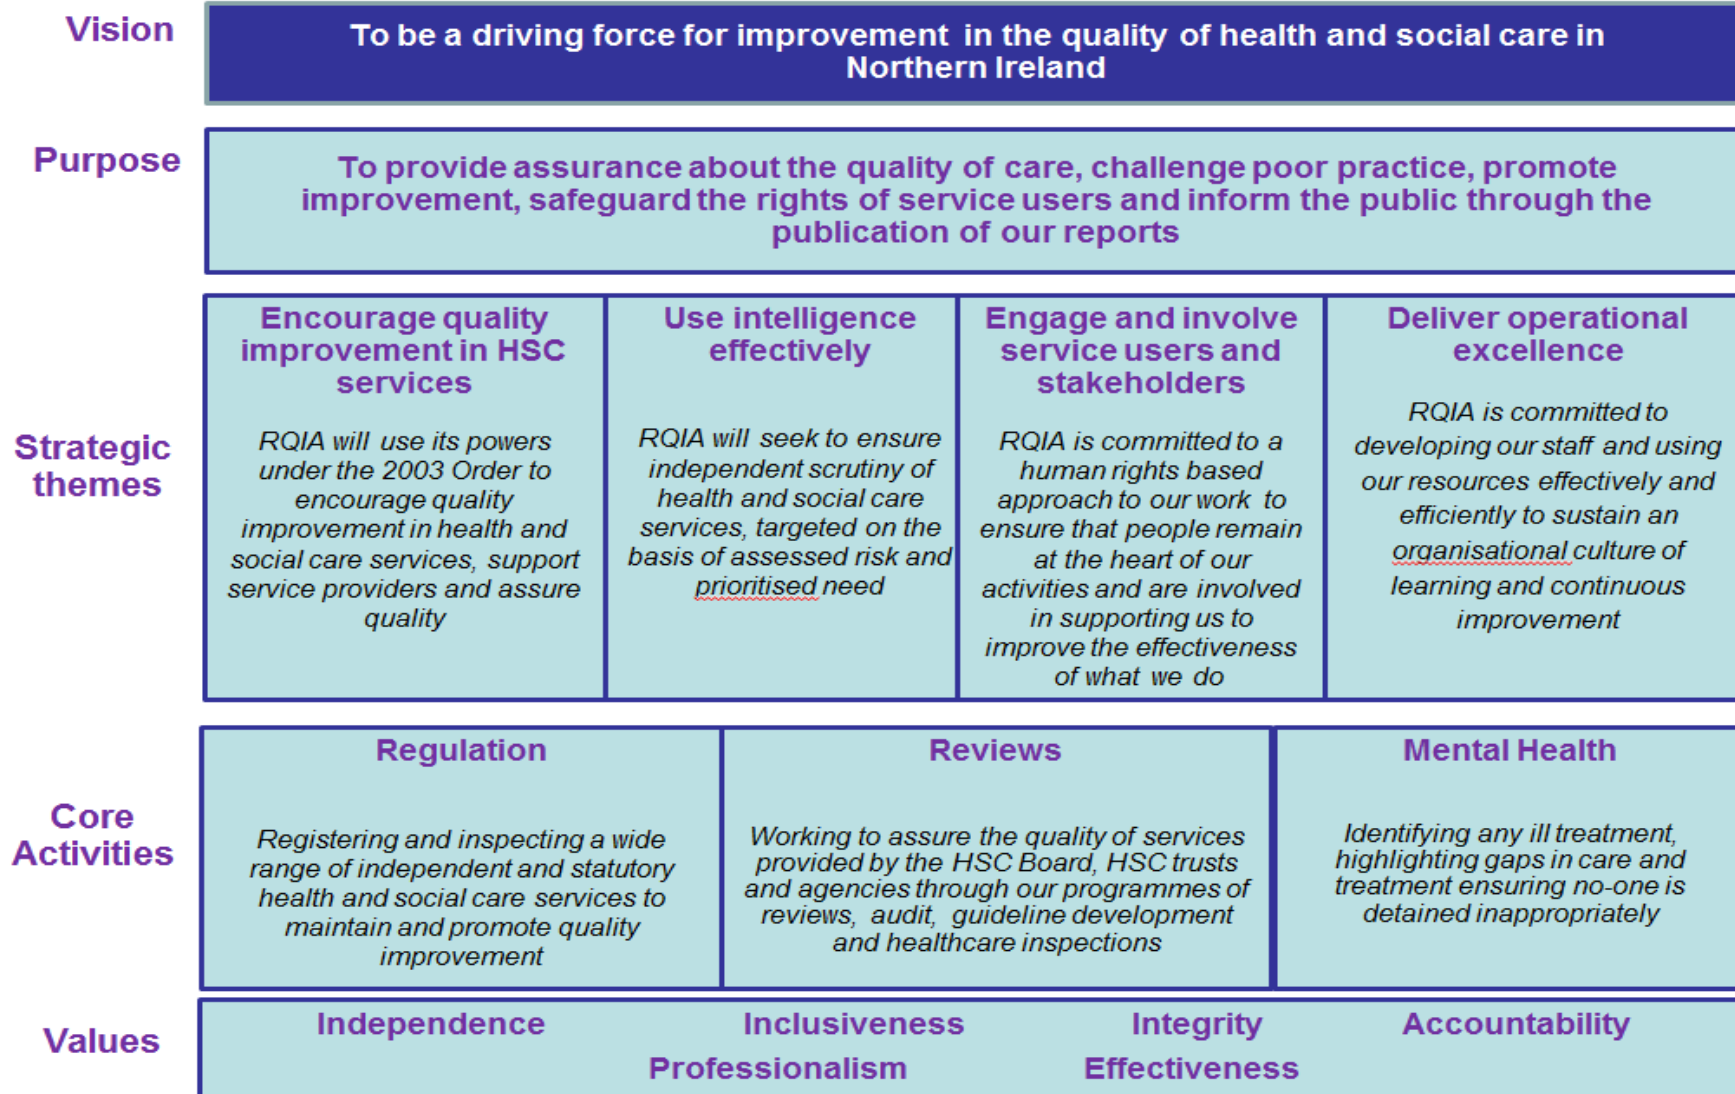 Vision
To be a driving force for improvement in the quality of health and social care in
Northern Ireland
Purpose
To provide assurance about the quality of care, challenge poor practice, promote
improvement, safeguard the rights of service users and inform the public through the
publication of our reports
Strategic
themes
Encourage quality
improvement in HSC
services
RQIA will use its powers
under the 2003 Order to
encourage quality
improvement in health and
social care services, support
service providers and assure
quality
Use intelligence
effectively
RQIA will seek to ensure
independent scrutiny of
health and social care
services, targeted on the
basis of assessed risk and
prioritised need
Engage and involve
service users and
stakeholders
RQIA is committed to a
human rights based
approach to our work to
ensure that people remain
at the heart of our
activities and are involved
in supporting us to
improve the effectiveness
of what we do
Deliver operational
excellence
RQIA is committed to
developing our staff and using
our resources effectively and
efficiently to sustain an
organisational culture of
learning and continuous
improvement
Core
Activities
Regulation
Registering and inspecting a wide
range of independent and statutory
health and social care services to
maintain and promote quality
improvement
Reviews
Working to assure the quality of services
provided by the HSC Board, HSC trusts
and agencies through our programmes of
reviews, audit, guideline development
and healthcare inspections
Mental Health
Identifying any ill treatment,
highlighting gaps in care and
treatment ensuring no-one is
detained inappropriately
Values
Independence Inclusiveness Integrity Accountability
Professionalism Effectiveness